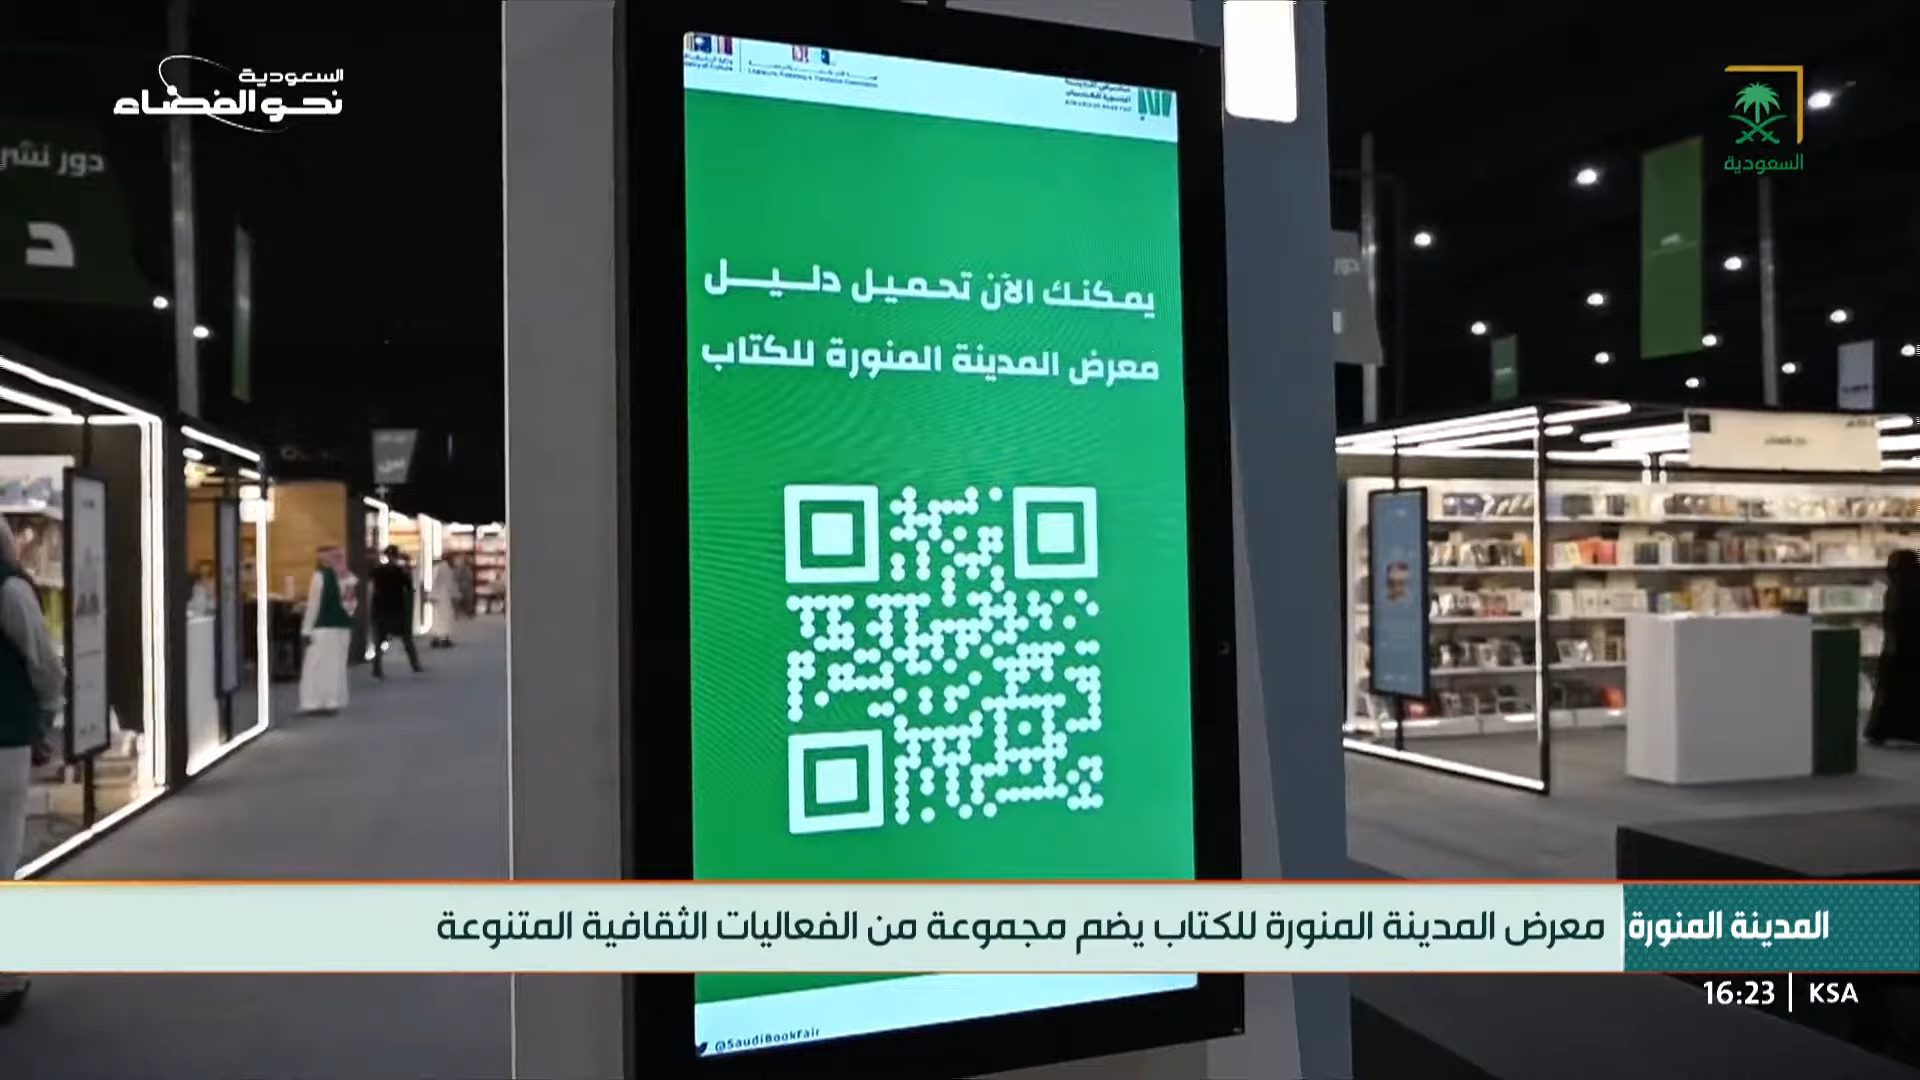 السعودية
نحو الفضاء
السعودية
دور نشر
د
يمكنك الآن تحميل دليل
معرض المدينة المنورة للكتاب
المدينة المنورة
معرض المدينة المنورة للكتاب يضم مجموعة من الفعاليات الثقافية المتنوعة
16:23 | KSA
@SaudiBookFair